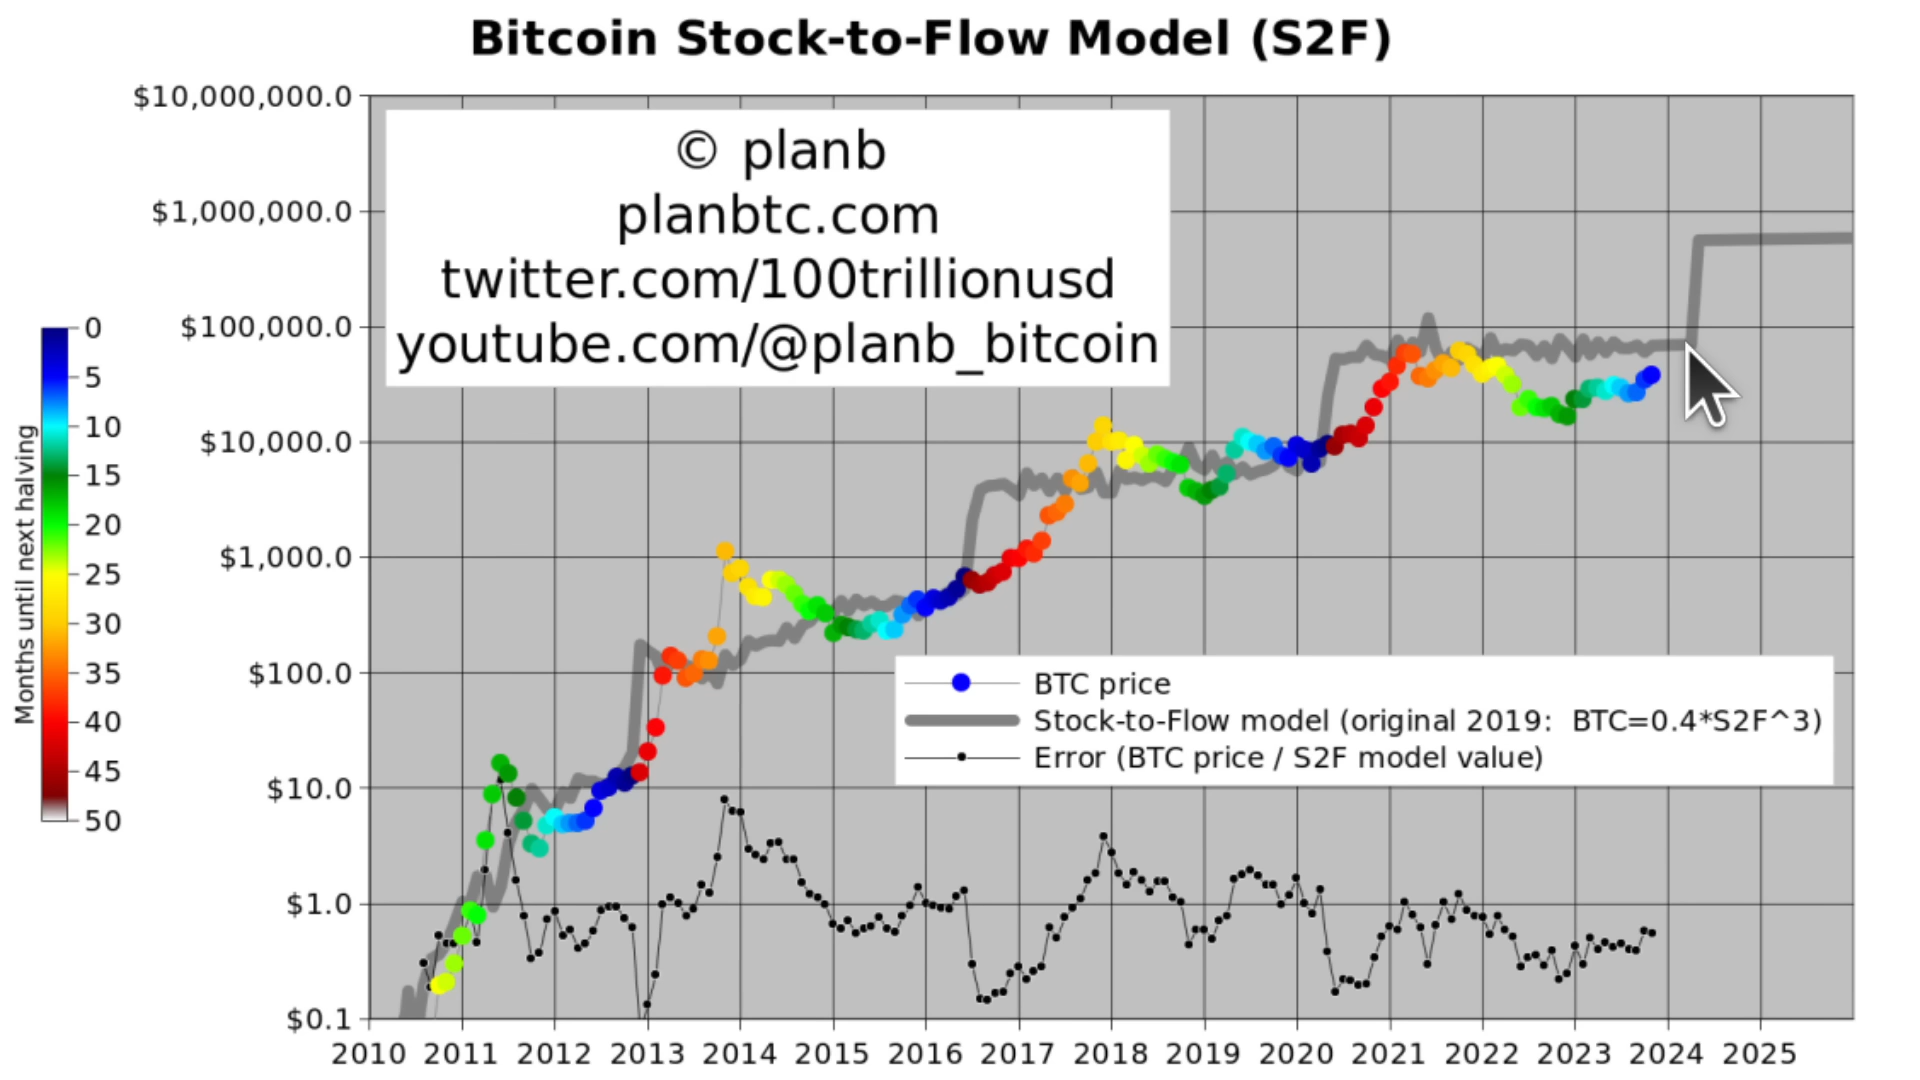 Bitcoin Stock-to-Flow Model (S2F)
$10,000,000.0
$1,000,000.0
$100,000.0
$10,000.0
$1,000.0
$100.0
$10.0
$1.0
$0.1
© planb
planbtc.com
twitter.com/100trillionusd
youtube.com/@planb_bitcoin
Months until next halving
0
5
10
15
20
25
30
35
40
45
50
BTC price
Stock-to-Flow model (original 2019: BTC=0.4*S2F^3)
Error (BTC price / S2F model value)
2010 2011 2012 2013 2014 2015 2016 2017 2018 2019 2020 2021 2022 2023 2024 2025